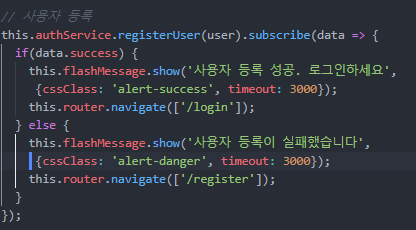 // 사용자 등록
this.authService.registerUser(user).subscribe(data => {
  if(data.success) {
    this.flashMessage.show('사용자 등록 성공. 로그인하세요',
     {cssClass: 'alert-success', timeout: 3000});
    this.router.navigate(['/login']);
  } else {
    this.flashMessage.show('사용자 등록이 실패했습니다',
    {cssClass: 'alert-danger', timeout: 3000});
    this.router.navigate(['/register']);
  }
});